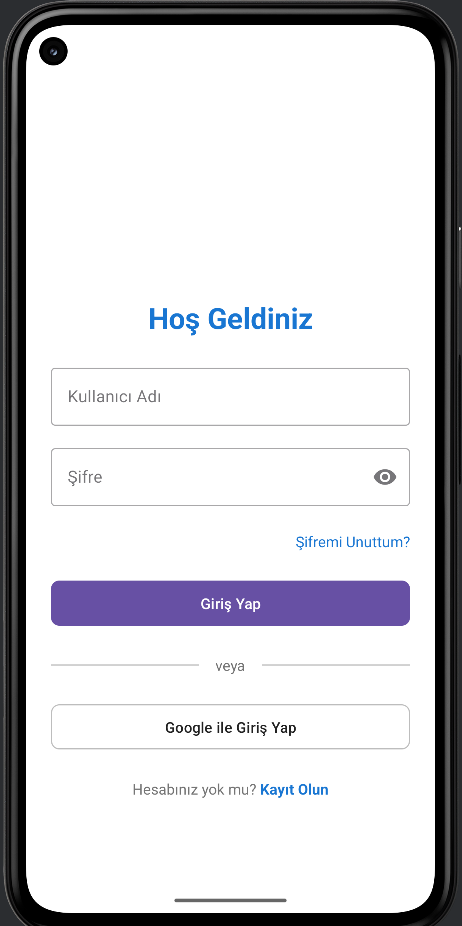 Hoş Geldiniz
Kullanıcı Adı
Şifre
Şifremi Unuttum?
Giriş Yap
veya
Google ile Giriş Yap
Hesabınız yok mu? Kayıt Olun